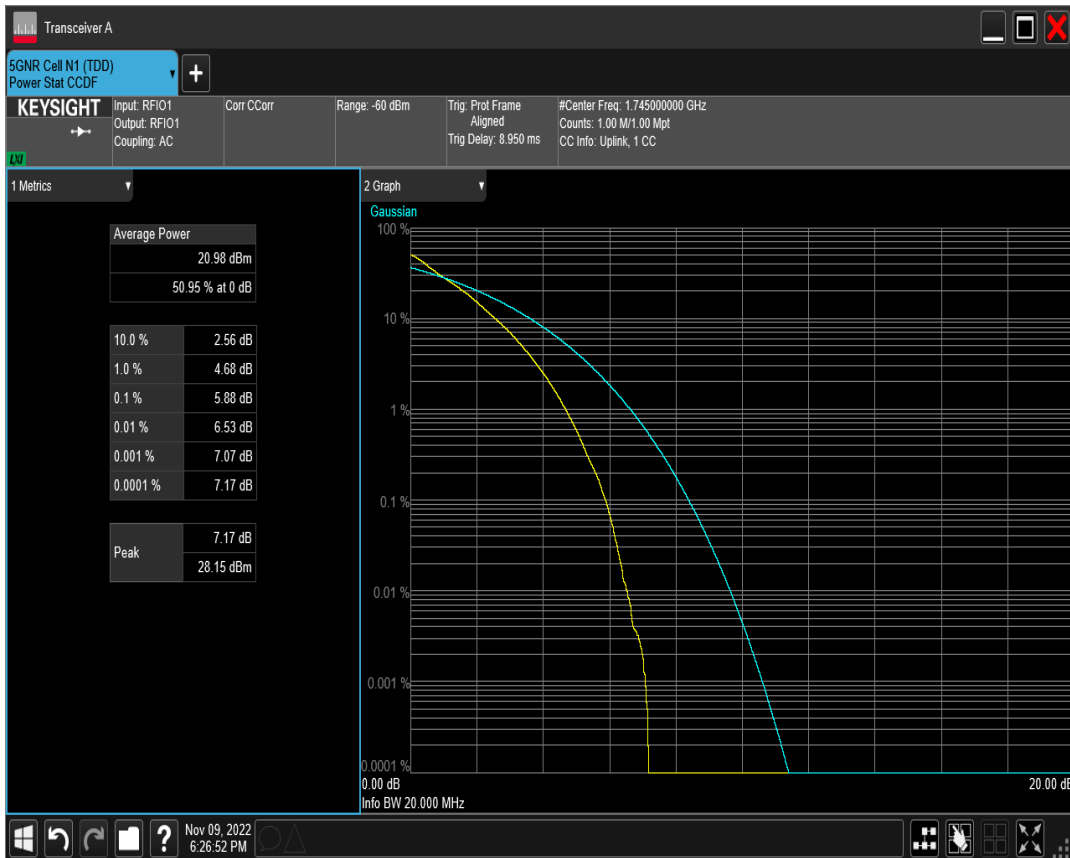 Transceiver A
5GNR Cell N1 (TDD)
Power Stat CCDF
+
KEYSIGHT
LXI
Input: RFIO1
Output: RFIO1
Coupling: AC
Corr CCorr
Range: -60 dBm
Trig: Prot Frame
Aligned
Trig Delay: 8.950 ms
#Center Freq: 1.745000000 GHz
Counts: 1.00 M/1.00 Mpt
CC Info: Uplink, 1 CC
1 Metrics
Average Power
20.98 dBm
50.95 % at 0 dB
10.0 % 2.56 dB
1.0 % 4.68 dB
0.1 % 5.88 dB
0.01 % 6.53 dB
0.001 % 7.07 dB
0.0001 % 7.17 dB
Peak
7.17 dB
28.15 dBm
2 Graph
Gaussian
100 %
10 %
1 %
0.1 %
0.01 %
0.001 %
0.0001 %
0.00 dB 20.00 dB
Info BW 20.000 MHz
?
Nov 09, 2022
6:26:52 PM